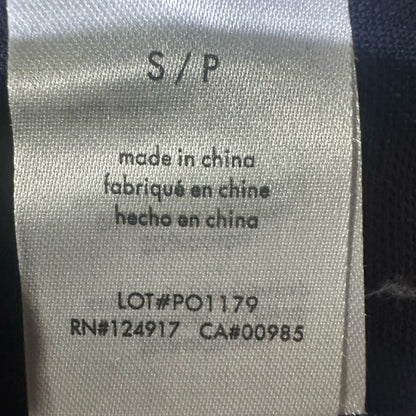 S / P
made in china
fabriqué en chine
hecho en china
LOT#PO1179
RN#124917 CA#00985